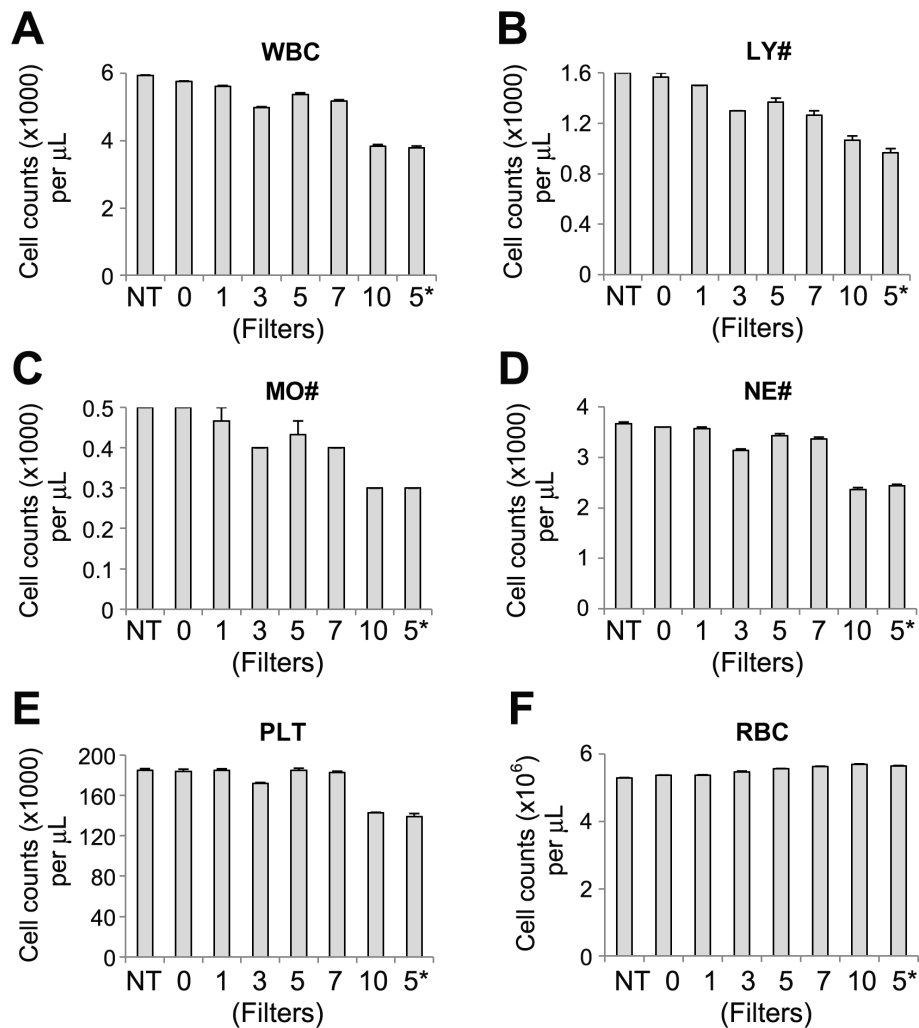 A
WBC
Cell counts (x1000)
per μL
6
4
2
0
NT 0 1 3 5 7 10 5*
(Filters)
B
LY#
Cell counts (x1000)
per μL
1.6
1.2
0.8
0.4
0
NT 0 1 3 5 7 10 5*
(Filters)
C
MO#
Cell counts (x1000)
per μL
0.5
0.4
0.3
0.2
0.1
0
NT 0 1 3 5 7 10 5*
(Filters)
D
NE#
Cell counts (x1000)
per μL
4
3
2
1
0
NT 0 1 3 5 7 10 5*
(Filters)
E
PLT
Cell counts (x1000)
per μL
200
160
120
80
40
0
NT 0 1 3 5 7 10 5*
(Filters)
F
RBC
Cell counts (x10⁶)
per μL
6
4
2
0
NT 0 1 3 5 7 10 5*
(Filters)